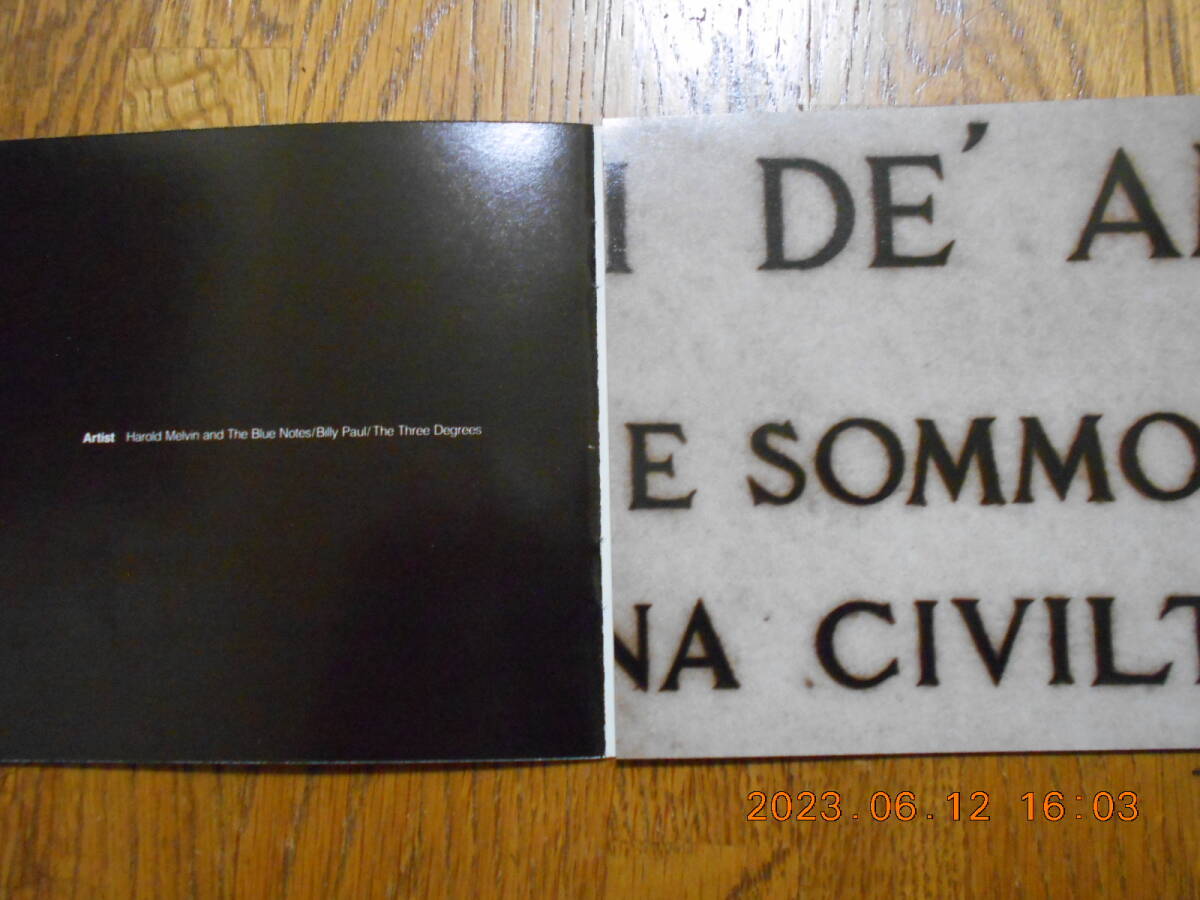 Artist Harold Melvin and The Blue Notes/Billy Paul/The Three Degrees
I DE' A
E SOMMO
NA CIVILT
2023.06.12 16:03